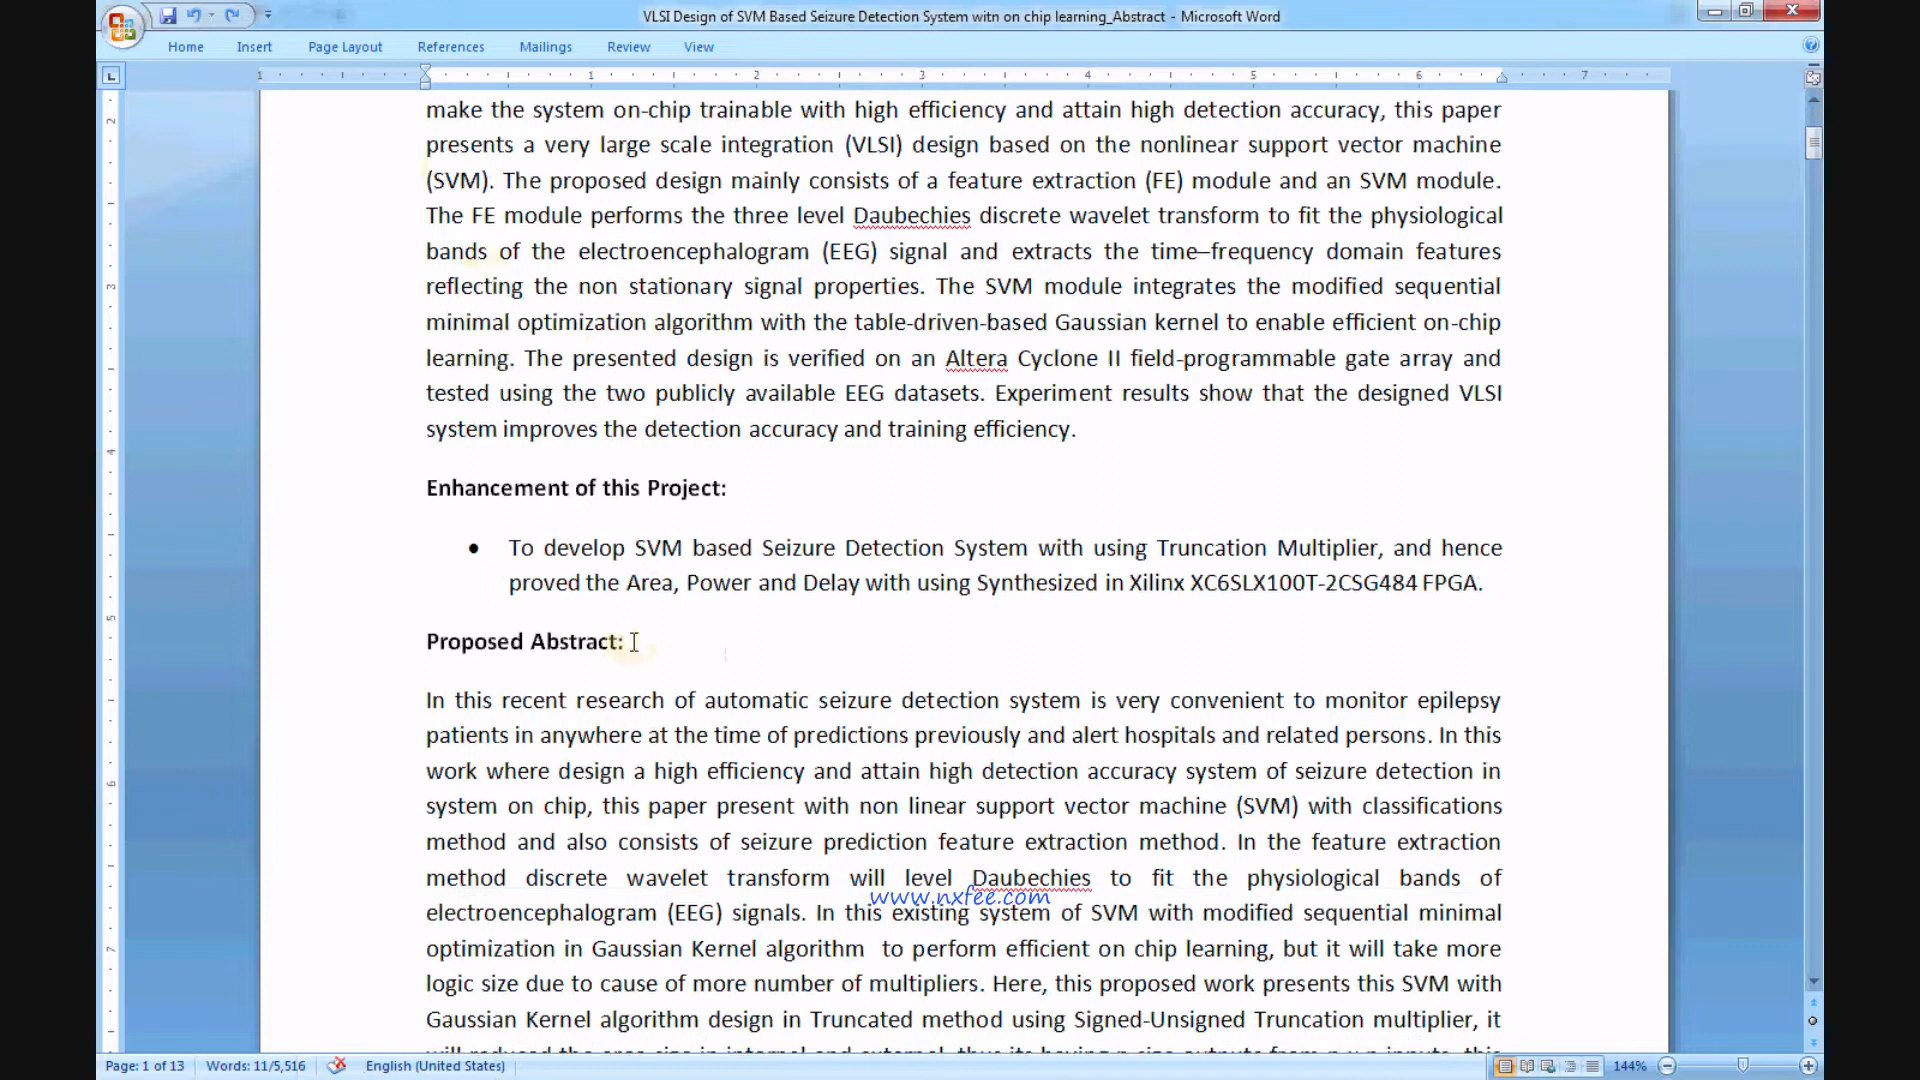 VLSI Design of SVM Based Seizure Detection System witn on chip learning_Abstract - Microsoft Word
Home Insert Page Layout References Mailings Review View
1 1 2 3 4 5 6 7
make the system on-chip trainable with high efficiency and attain high detection accuracy, this paper
presents a very large scale integration (VLSI) design based on the nonlinear support vector machine
(SVM). The proposed design mainly consists of a feature extraction (FE) module and an SVM module.
The FE module performs the three level Daubechies discrete wavelet transform to fit the physiological
bands of the electroencephalogram (EEG) signal and extracts the time–frequency domain features
reflecting the non stationary signal properties. The SVM module integrates the modified sequential
minimal optimization algorithm with the table-driven-based Gaussian kernel to enable efficient on-chip
learning. The presented design is verified on an Altera Cyclone II field-programmable gate array and
tested using the two publicly available EEG datasets. Experiment results show that the designed VLSI
system improves the detection accuracy and training efficiency.
Enhancement of this Project:
• To develop SVM based Seizure Detection System with using Truncation Multiplier, and hence
proved the Area, Power and Delay with using Synthesized in Xilinx XC6SLX100T-2CSG484 FPGA.
Proposed Abstract:
In this recent research of automatic seizure detection system is very convenient to monitor epilepsy
patients in anywhere at the time of predictions previously and alert hospitals and related persons. In this
work where design a high efficiency and attain high detection accuracy system of seizure detection in
system on chip, this paper present with non linear support vector machine (SVM) with classifications
method and also consists of seizure prediction feature extraction method. In the feature extraction
method discrete wavelet transform will level Daubechies to fit the physiological bands of
www.nxfee.com
electroencephalogram (EEG) signals. In this existing system of SVM with modified sequential minimal
optimization in Gaussian Kernel algorithm to perform efficient on chip learning, but it will take more
logic size due to cause of more number of multipliers. Here, this proposed work presents this SVM with
Gaussian Kernel algorithm design in Truncated method using Signed-Unsigned Truncation multiplier, it
Page: 1 of 13 Words: 11/5,516 English (United States) 144%